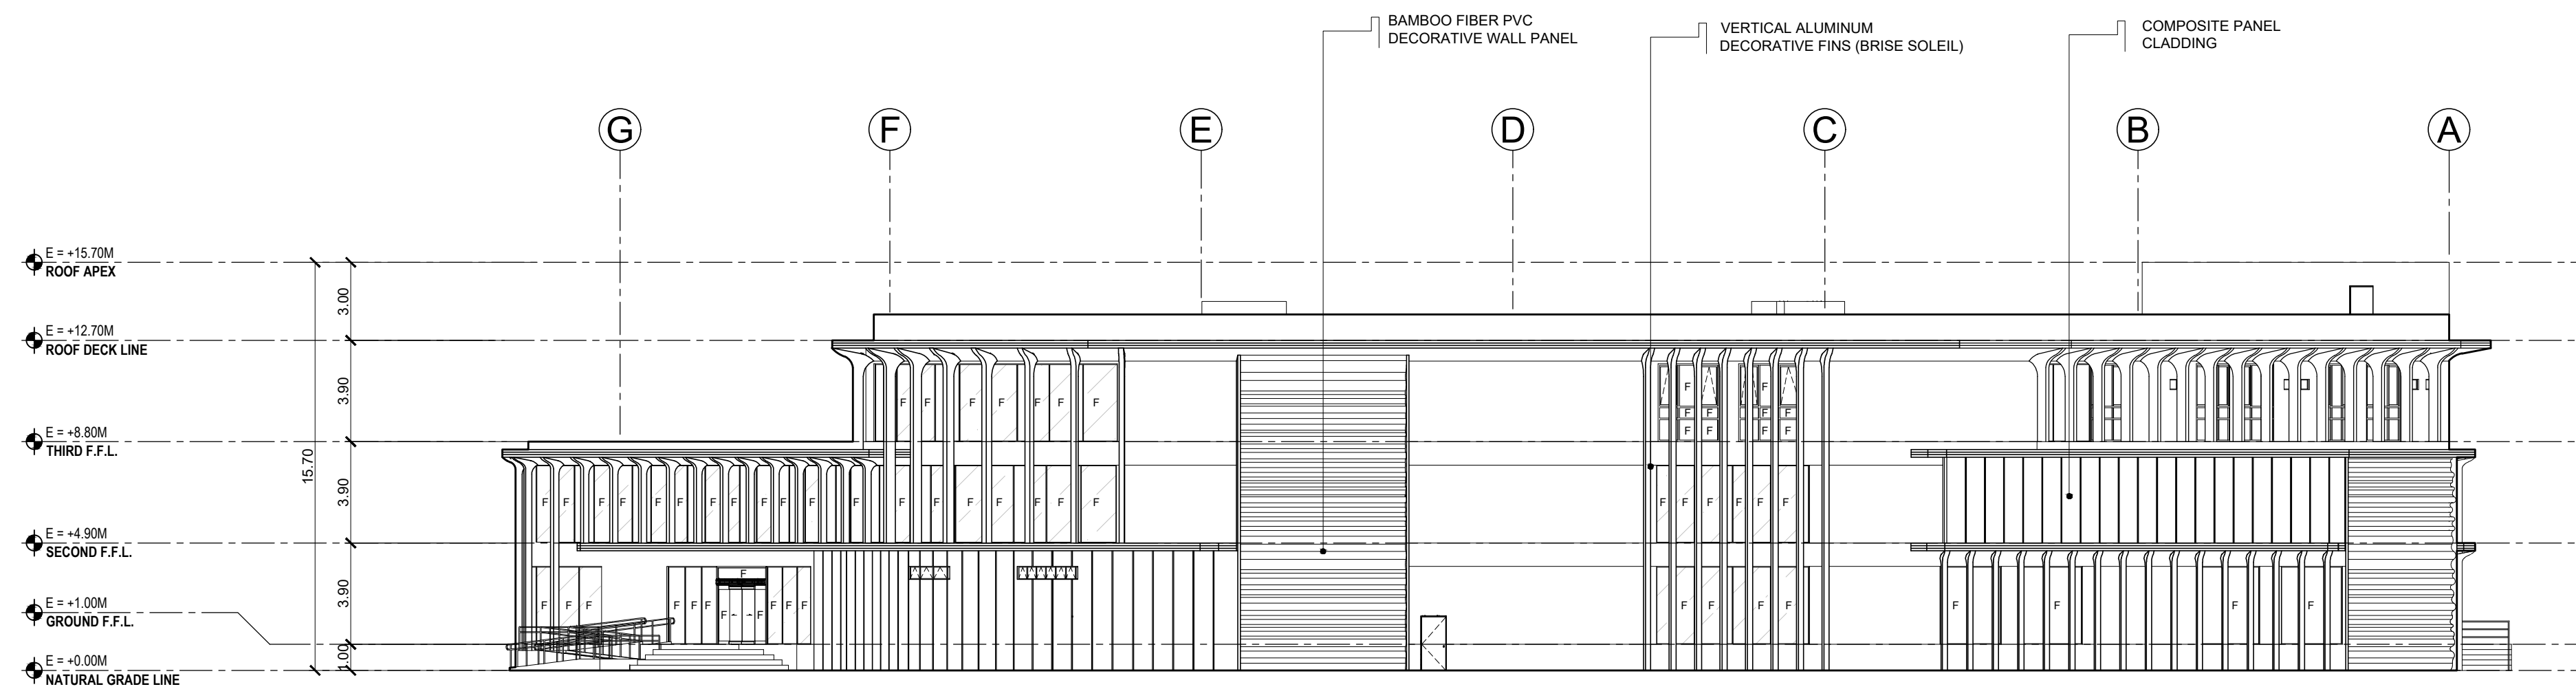 BAMBOO FIBER PVC
DECORATIVE WALL PANEL
VERTICAL ALUMINUM
DECORATIVE FINS (BRISE SOLEIL)
COMPOSITE PANEL
CLADDING
G F E D C B A
E = +15.70M
ROOF APEX
3.00
E = +12.70M
ROOF DECK LINE
3.90
F F F F F F F F
F F
F F F F
F F F F
E = +8.80M
THIRD F.F.L.
15.70
3.90
F F F F F F F F F F F F F F F F F F F F F F F F F
E = +4.90M
SECOND F.F.L.
3.90
F
F F F F F F F F F F F F F F F F F F F
E = +1.00M
GROUND F.F.L.
1.00
E = +0.00M
NATURAL GRADE LINE